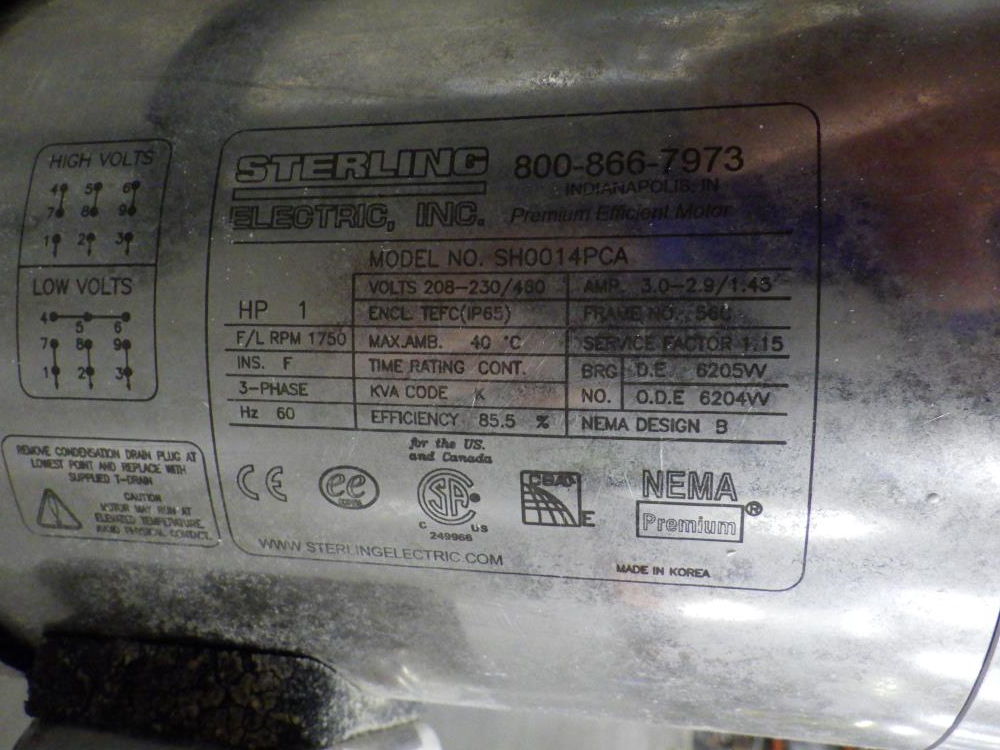 HIGH VOLTS
4 5 6
7 8 9
1 2 3
LOW VOLTS
4 5 6
7 8 9
1 2 3
REMOVE CONDENSATION DRAIN PLUG AT
LOWEST POINT AND REPLACE WITH
SUPPLIED T-DRAIN
CAUTION
MOTOR MAY RUN AT
ELEVATED TEMPERATURE.
AVOID PHYSICAL CONTACT.
STERLING
ELECTRIC, INC.
800-866-7973
INDIANAPOLIS, IN
Premium Efficient Motor
MODEL NO. SH0014PCA
HP 1
F/L RPM 1750
INS. F
3-PHASE
Hz 60
VOLTS 208-230/460
ENCL. TEFC(IP65)
MAX.AMB. 40 °C
TIME RATING CONT.
KVA CODE K
EFFICIENCY 85.5 %
AMP. 3.0-2.9/1.45
FRAME NO. 56C
SERVICE FACTOR 1.15
BRG NO.
D.E. 6205VV
O.D.E 6204VV
NEMA DESIGN B
for the US.
and Canada
CE
ee
SA
C US
249966
E
NEMA
Premium®
WWW.STERLINGELECTRIC.COM
MADE IN KOREA